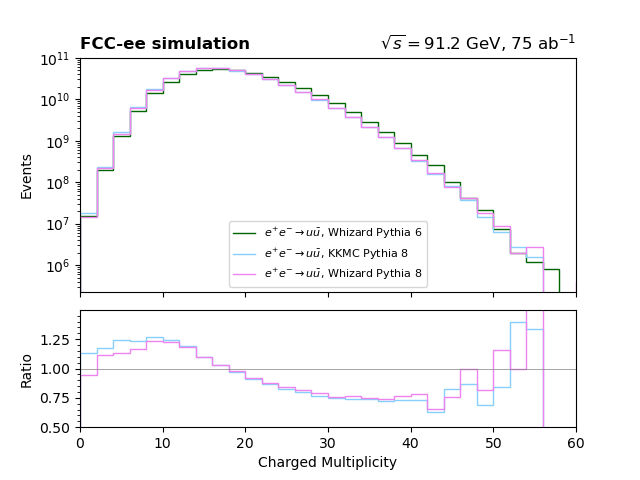 FCC-ee simulation
√s = 91.2 GeV, 75 ab⁻¹
Events
10¹¹
10¹⁰
10⁹
10⁸
10⁷
10⁶
e⁺e⁻ → uū, Whizard Pythia 6
e⁺e⁻ → uū, KKMC Pythia 8
e⁺e⁻ → uū, Whizard Pythia 8
Ratio
1.25
1.00
0.75
0.50
0 10 20 30 40 50 60
Charged Multiplicity